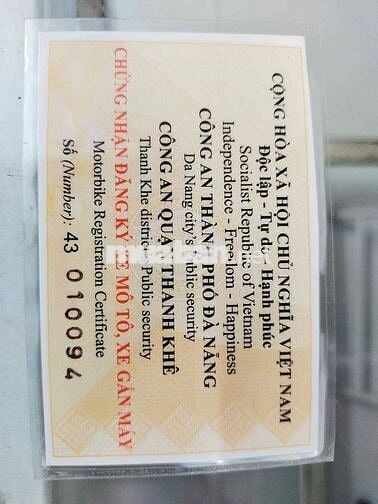 CỘNG HÒA XÃ HỘI CHỦ NGHĨA VIỆT NAM
Độc lập - Tự do - Hạnh phúc
Socialist Republic of Vietnam
Independence - Freedom - Happiness
CÔNG AN THÀNH PHỐ ĐÀ NẴNG
Da Nang city's Public security
CÔNG AN QUẬN THANH KHÊ
Thanh Khe district's Public security
CHỨNG NHẬN ĐĂNG KÝ XE MÔ TÔ, XE GẮN MÁY
Motorbike Registration Certificate
Số (Number): 43 010094